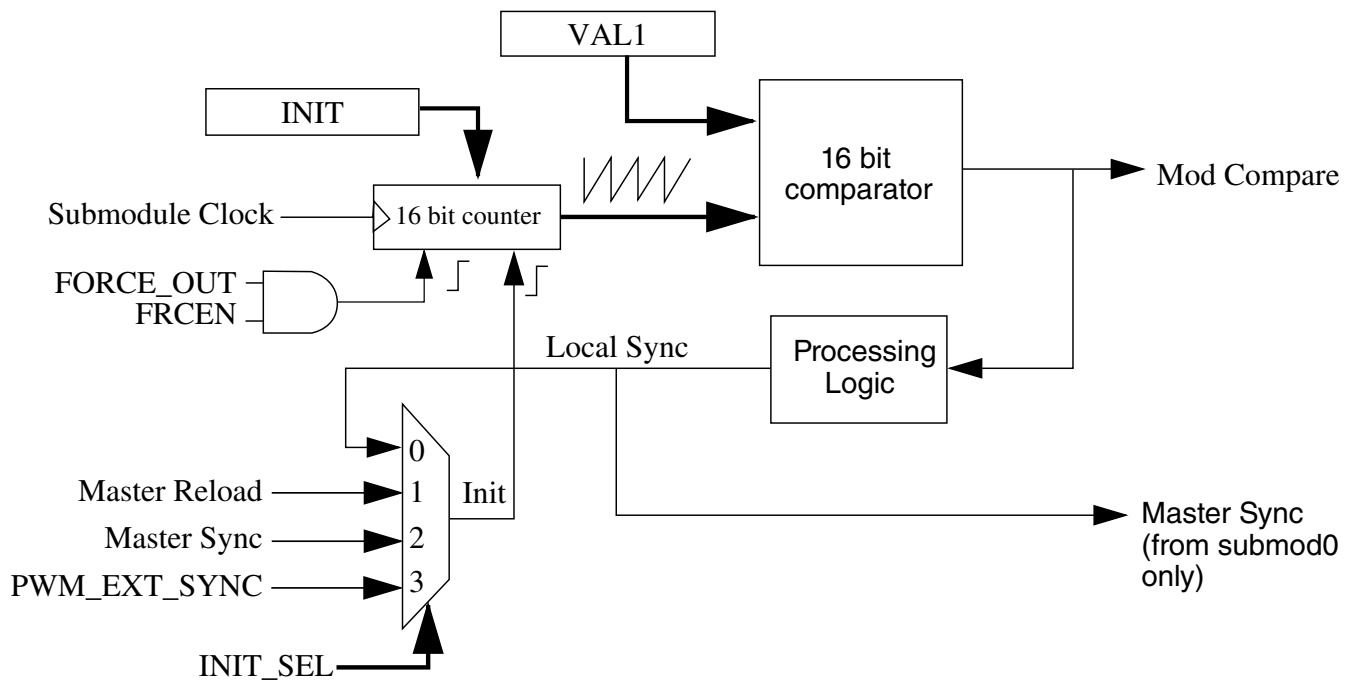 VAL1
INIT
16 bit
comparator
Mod Compare
Submodule Clock
16 bit counter
FORCE_OUT
FRCEN
Local Sync
Processing
Logic
0
Master Reload
1
Init
Master Sync
2
Master Sync
(from submod0
only)
PWM_EXT_SYNC
3
INIT_SEL